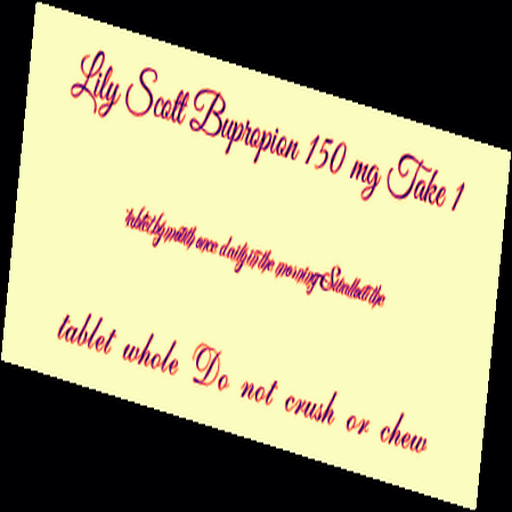 Lily Scott Bupropion 150 mg Take 1
tablet by mouth once daily in the morning Swallow the
tablet whole Do not crush or chew